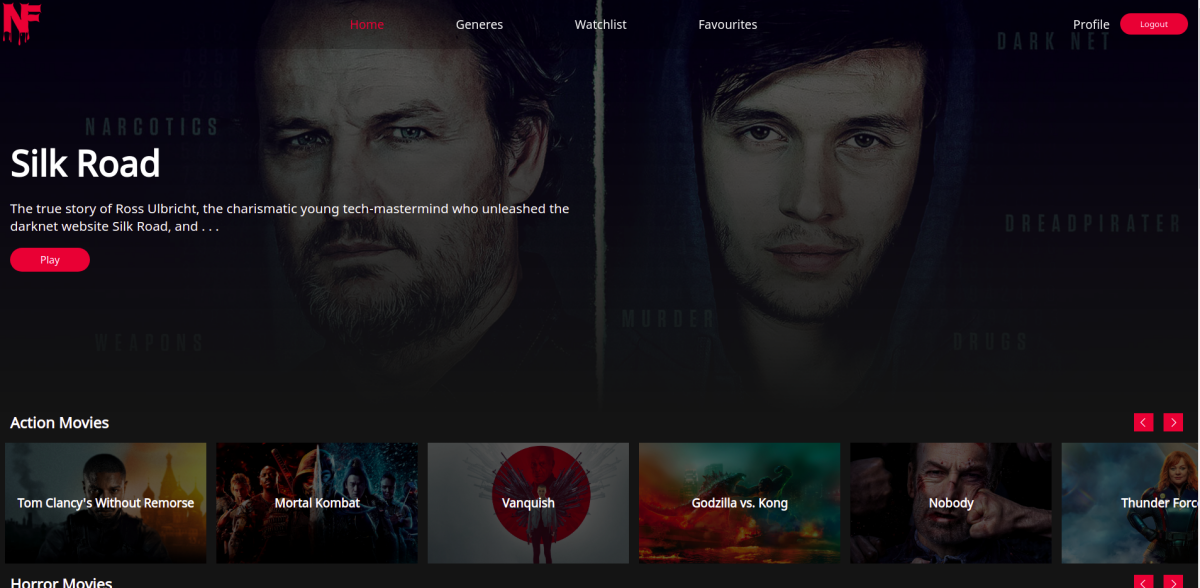 NF
Home Generes Watchlist Favourites Profile Logout
DARK NET
NARCOTICS
Silk Road
The true story of Ross Ulbricht, the charismatic young tech-mastermind who unleashed the
darknet website Silk Road, and . . .
DREADPIRATER
Play
MURDER
WEAPONS
DRUGS
Action Movies
Tom Clancy's Without Remorse
Mortal Kombat
Vanquish
Godzilla vs. Kong
Nobody
Thunder Forc
Horror Movies